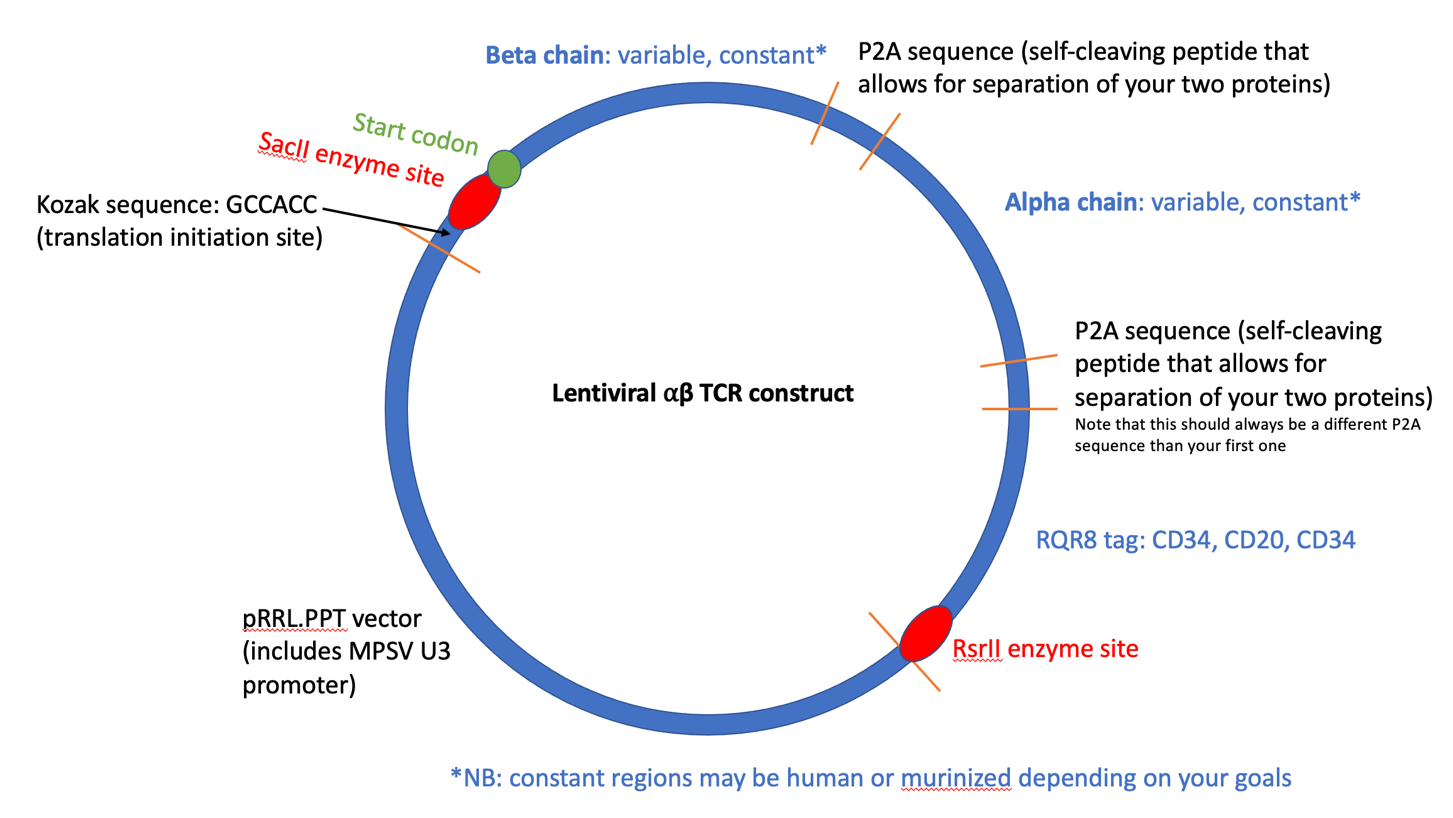 Beta chain: variable, constant*
P2A sequence (self-cleaving peptide that
allows for separation of your two proteins)
Start codon
SacII enzyme site
Kozak sequence: GCCACC
(translation initiation site)
Alpha chain: variable, constant*
P2A sequence (self-cleaving
peptide that allows for
separation of your two proteins)
Note that this should always be a different P2A
sequence than your first one
Lentiviral αβ TCR construct
RQR8 tag: CD34, CD20, CD34
pRRL.PPT vector
(includes MPSV U3
promoter)
RsrII enzyme site
*NB: constant regions may be human or murinized depending on your goals